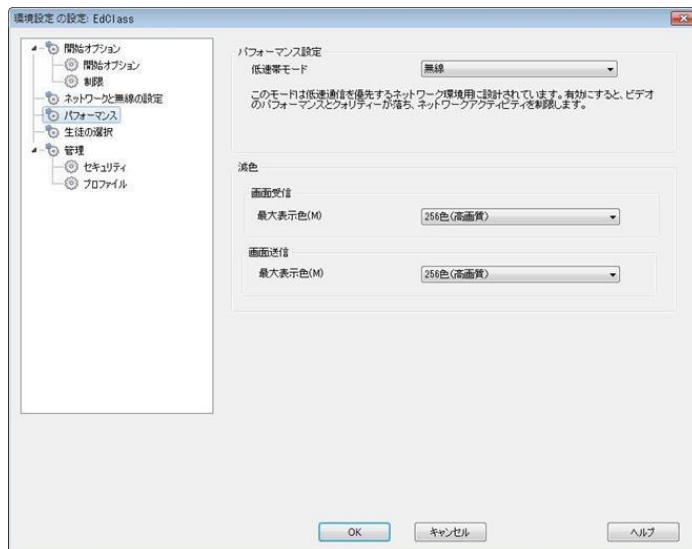 環境設定 の設定: EdClass
開始オプション
開始オプション
制限
ネットワークと無線の設定
パフォーマンス
生徒の選択
管理
セキュリティ
プロファイル
パフォーマンス設定
低速帯モード
無線
このモードは低速通信を優先するネットワーク環境用に設計されています。有効にすると、ビデオ
のパフォーマンスとクォリティーが落ち、ネットワークアクティビティを制限します。
減色
画面受信
最大表示色(M)
256色(高画質)
画面送信
最大表示色(M)
256色(高画質)
OK
キャンセル
ヘルプ